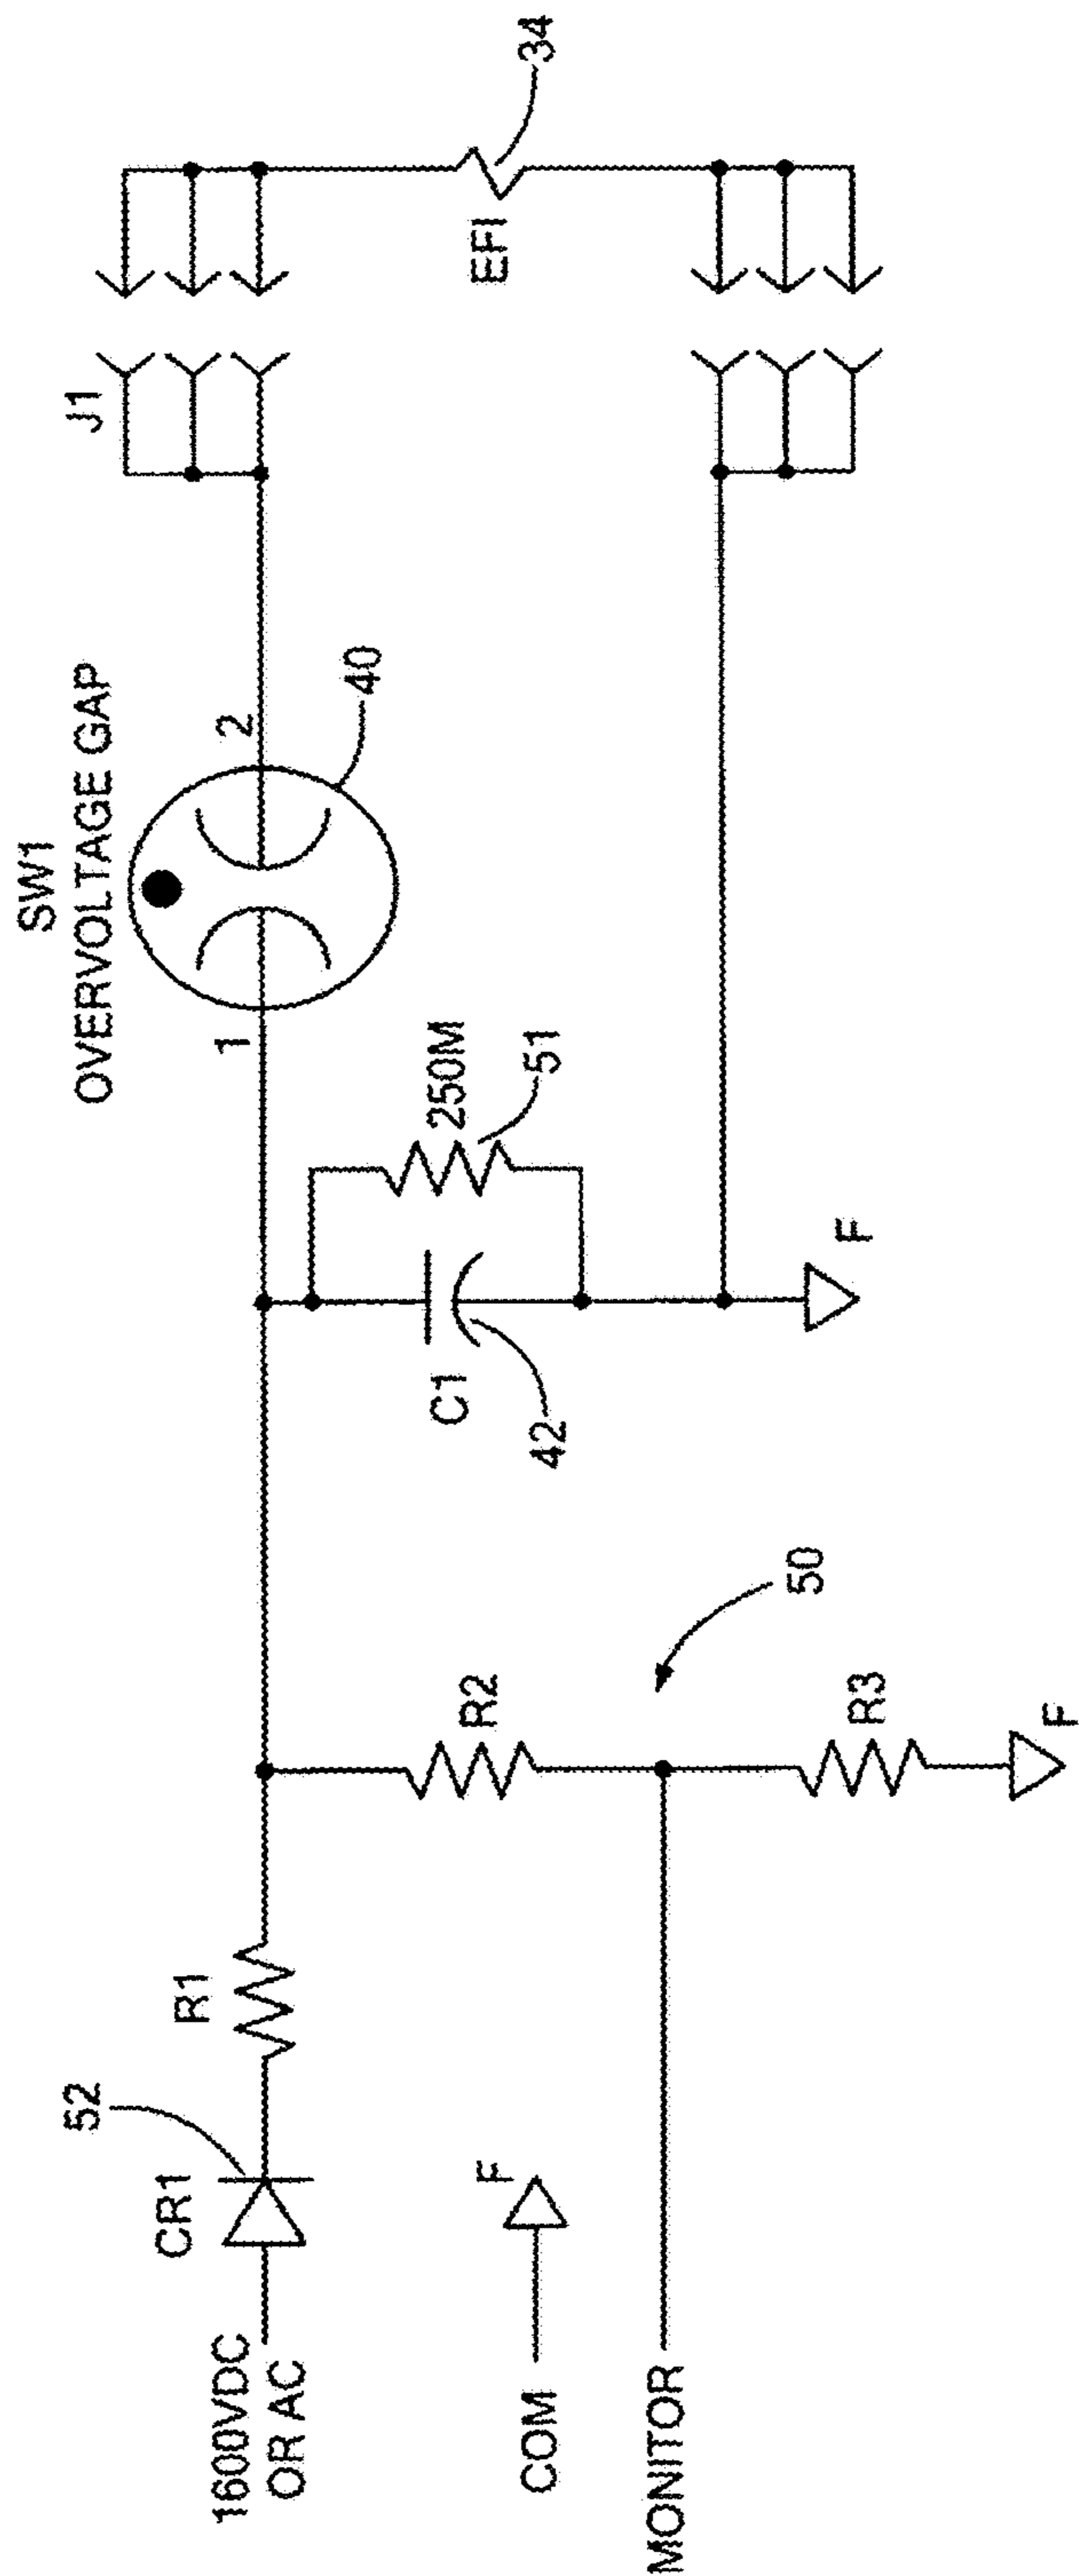 SW1
OVERVOLTAGE GAP
1
2
40
J1
34
EFI
52
CR1
R1
1600VDC
OR AC
COM
F
MONITOR
R2
50
R3
F
C1
42
250M
51
F